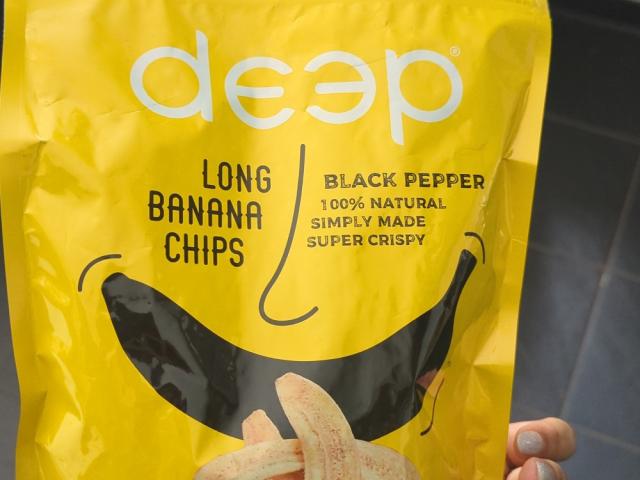 deep®
LONG
BANANA
CHIPS
BLACK PEPPER
100% NATURAL
SIMPLY MADE
SUPER CRISPY